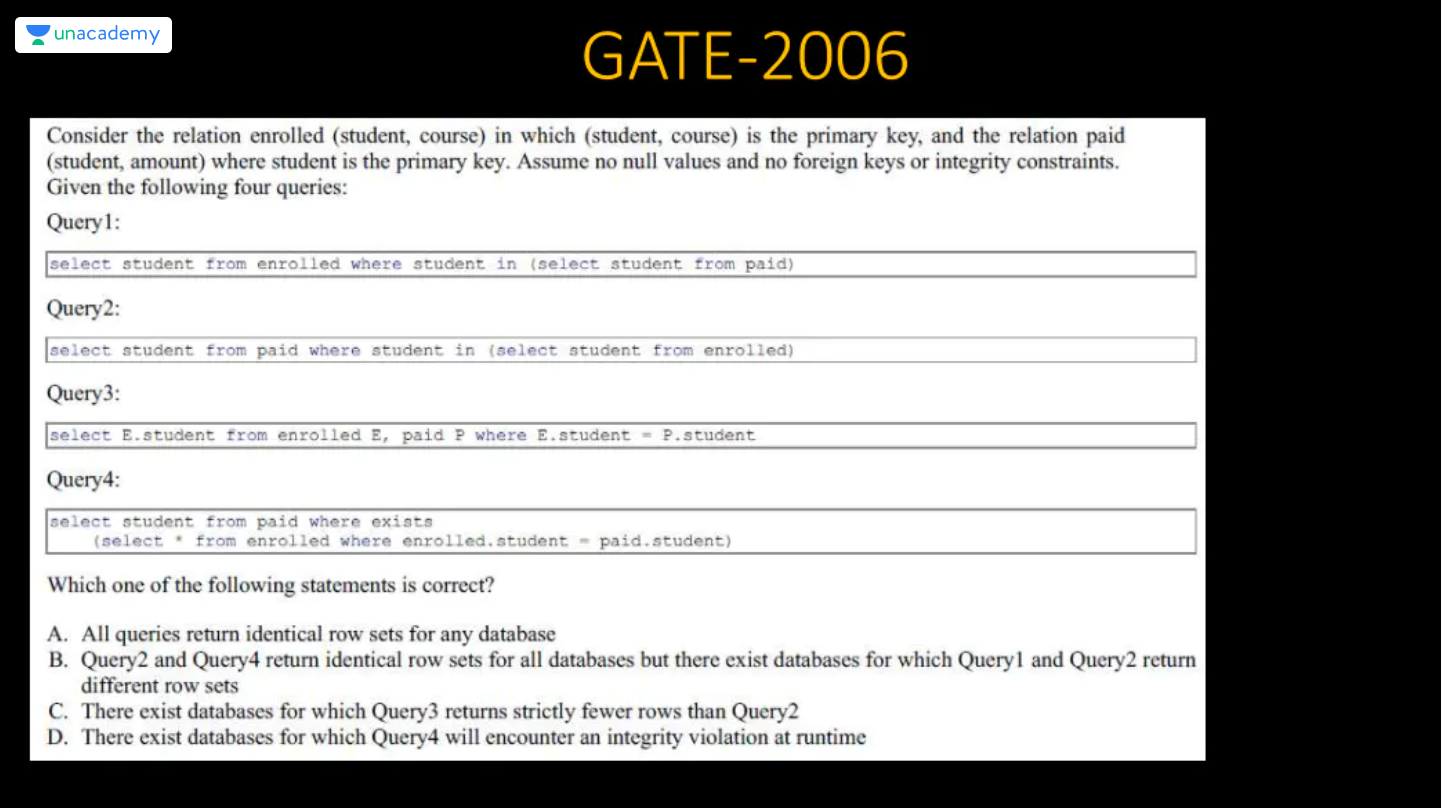 unacademy
GATE-2006
Consider the relation enrolled (student, course) in which (student, course) is the primary key, and the relation paid
(student, amount) where student is the primary key. Assume no null values and no foreign keys or integrity constraints.
Given the following four queries:
Query1:
select student from enrolled where student in (select student from paid)
Query2:
select student from paid where student in (select student from enrolled)
Query3:
select E.student from enrolled E, paid P where E.student = P.student
Query4:
select student from paid where exists
(select * from enrolled where enrolled.student = paid.student)
Which one of the following statements is correct?
A. All queries return identical row sets for any database
B. Query2 and Query4 return identical row sets for all databases but there exist databases for which Query1 and Query2 return
different row sets
C. There exist databases for which Query3 returns strictly fewer rows than Query2
D. There exist databases for which Query4 will encounter an integrity violation at runtime